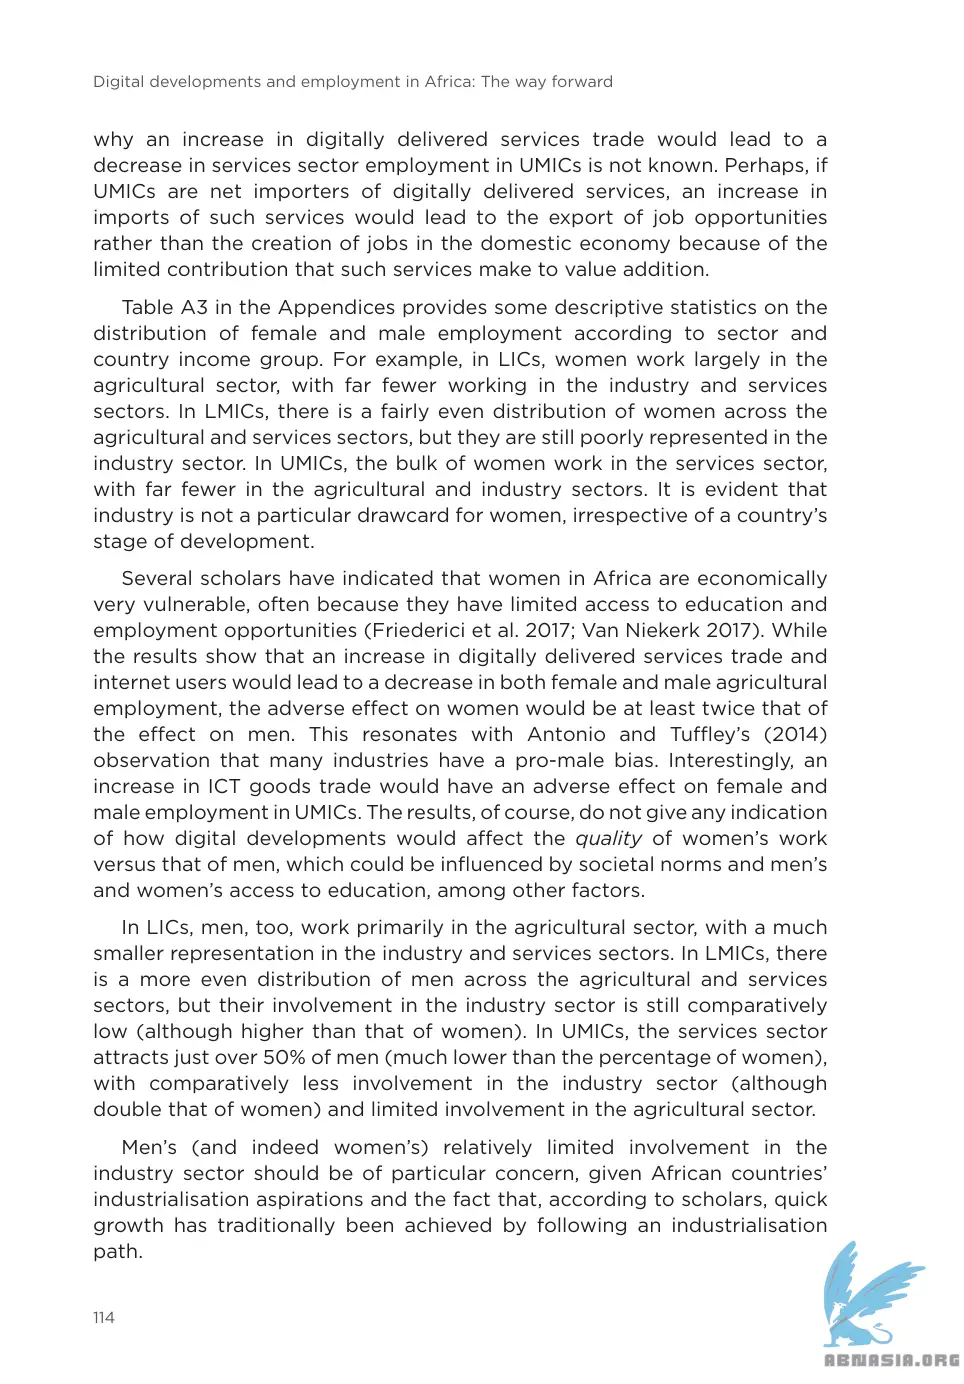 Digital developments and employment in Africa: The way forward
why an increase in digitally delivered services trade would lead to a
decrease in services sector employment in UMICs is not known. Perhaps, if
UMICs are net importers of digitally delivered services, an increase in
imports of such services would lead to the export of job opportunities
rather than the creation of jobs in the domestic economy because of the
limited contribution that such services make to value addition.
Table A3 in the Appendices provides some descriptive statistics on the
distribution of female and male employment according to sector and
country income group. For example, in LICs, women work largely in the
agricultural sector, with far fewer working in the industry and services
sectors. In LMICs, there is a fairly even distribution of women across the
agricultural and services sectors, but they are still poorly represented in the
industry sector. In UMICs, the bulk of women work in the services sector,
with far fewer in the agricultural and industry sectors. It is evident that
industry is not a particular drawcard for women, irrespective of a country’s
stage of development.
Several scholars have indicated that women in Africa are economically
very vulnerable, often because they have limited access to education and
employment opportunities (Friederici et al. 2017; Van Niekerk 2017). While
the results show that an increase in digitally delivered services trade and
internet users would lead to a decrease in both female and male agricultural
employment, the adverse effect on women would be at least twice that of
the effect on men. This resonates with Antonio and Tuffley’s (2014)
observation that many industries have a pro-male bias. Interestingly, an
increase in ICT goods trade would have an adverse effect on female and
male employment in UMICs. The results, of course, do not give any indication
of how digital developments would affect the quality of women’s work
versus that of men, which could be influenced by societal norms and men’s
and women’s access to education, among other factors.
In LICs, men, too, work primarily in the agricultural sector, with a much
smaller representation in the industry and services sectors. In LMICs, there
is a more even distribution of men across the agricultural and services
sectors, but their involvement in the industry sector is still comparatively
low (although higher than that of women). In UMICs, the services sector
attracts just over 50% of men (much lower than the percentage of women),
with comparatively less involvement in the industry sector (although
double that of women) and limited involvement in the agricultural sector.
Men’s (and indeed women’s) relatively limited involvement in the
industry sector should be of particular concern, given African countries’
industrialisation aspirations and the fact that, according to scholars, quick
growth has traditionally been achieved by following an industrialisation
path.
114
ABNASIA.ORG